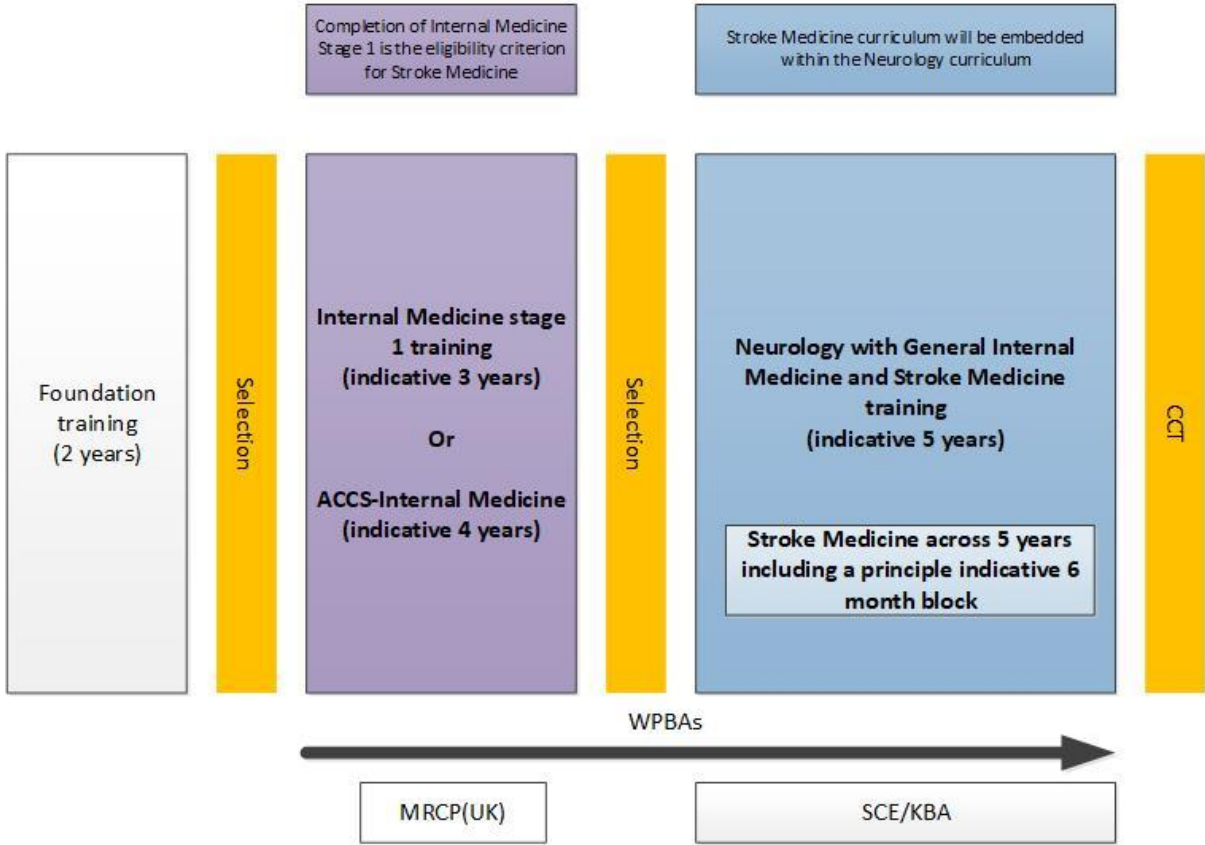 Completion of Internal Medicine
Stage 1 is the eligibility criterion
for Stroke Medicine
Stroke Medicine curriculum will be embedded
within the Neurology curriculum
Foundation
training
(2 years)
Selection
Internal Medicine stage
1 training
(indicative 3 years)
Or
ACCS-Internal Medicine
(indicative 4 years)
Selection
Neurology with General Internal
Medicine and Stroke Medicine
training
(indicative 5 years)
Stroke Medicine across 5 years
including a principle indicative 6
month block
CCT
WPBAs
MRCP(UK)
SCE/KBA